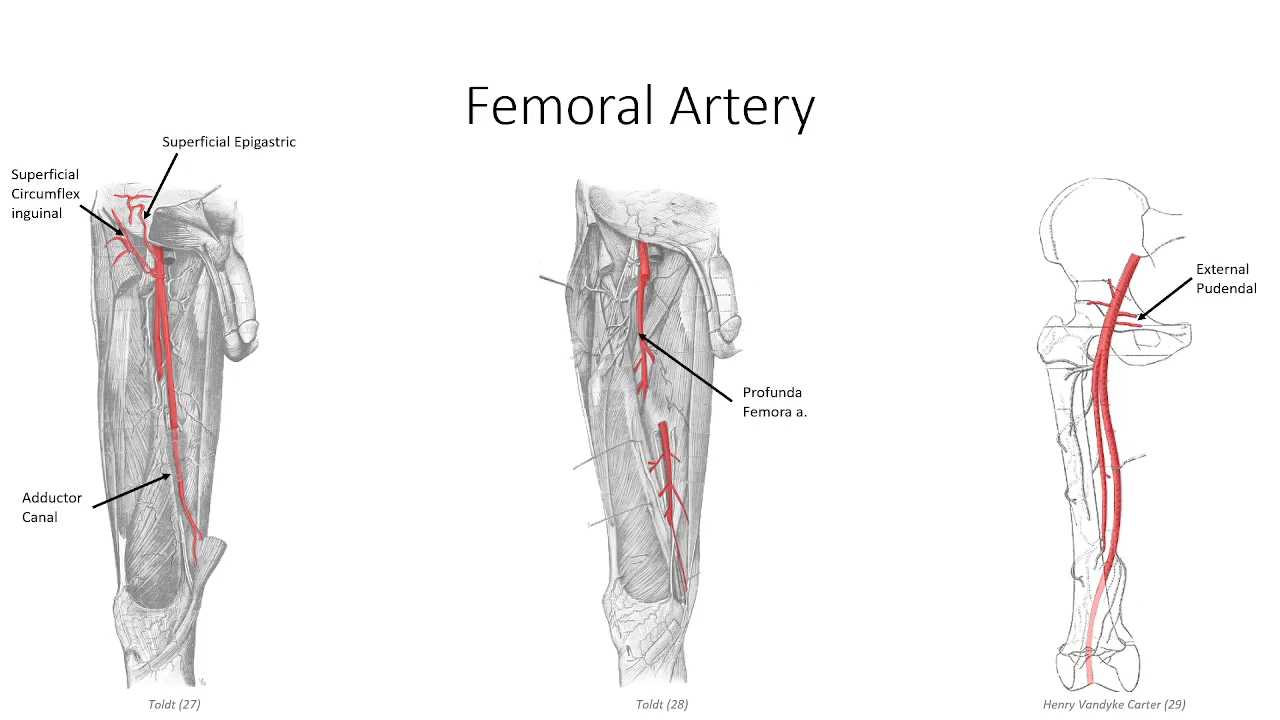 Femoral Artery
Superficial Epigastric
Superficial
Circumflex
inguinal
Adductor
Canal
Toldt (27)
Profunda
Femora a.
Toldt (28)
External
Pudendal
Henry Vandyke Carter (29)